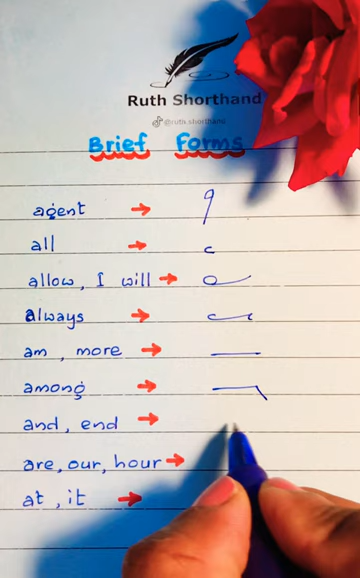 Ruth Shorthand
@ruth.shorthand
Brief Forms
agent →
all →
allow, I will →
always →
am, more →
among →
and, end →
are, our, hour →
at, it →